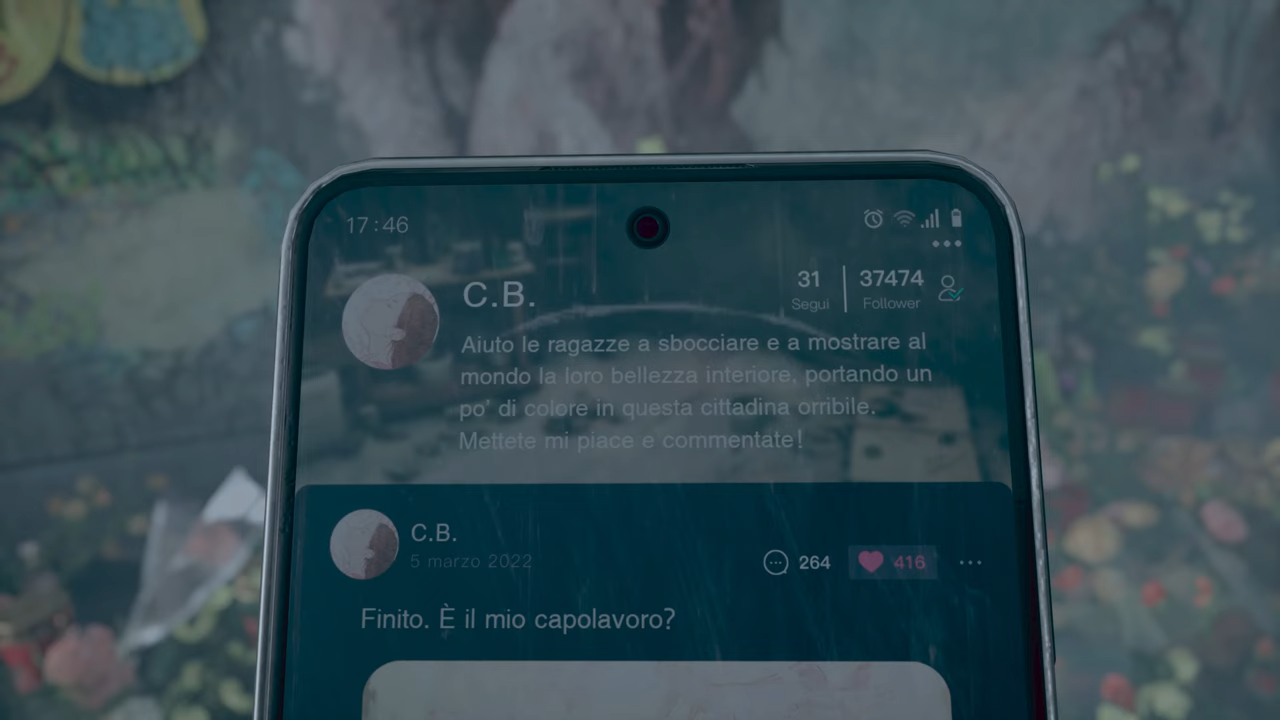 17:46
31
37474
Segui
Follower
C.B.
Aiuto le ragazze a sbocciare e a mostrare al
mondo la loro bellezza interiore, portando un
po' di colore in questa cittadina orribile.
Mettete mi piace e commentate!
C.B.
5 marzo 2022
264
416
Finito. È il mio capolavoro?